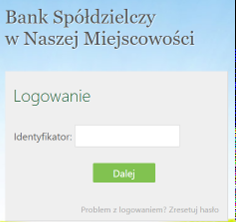 Bank Spółdzielczy
w Naszej Miejscowości
Logowanie
Identyfikator:
Dalej
Problem z logowaniem? Zresetuj hasło